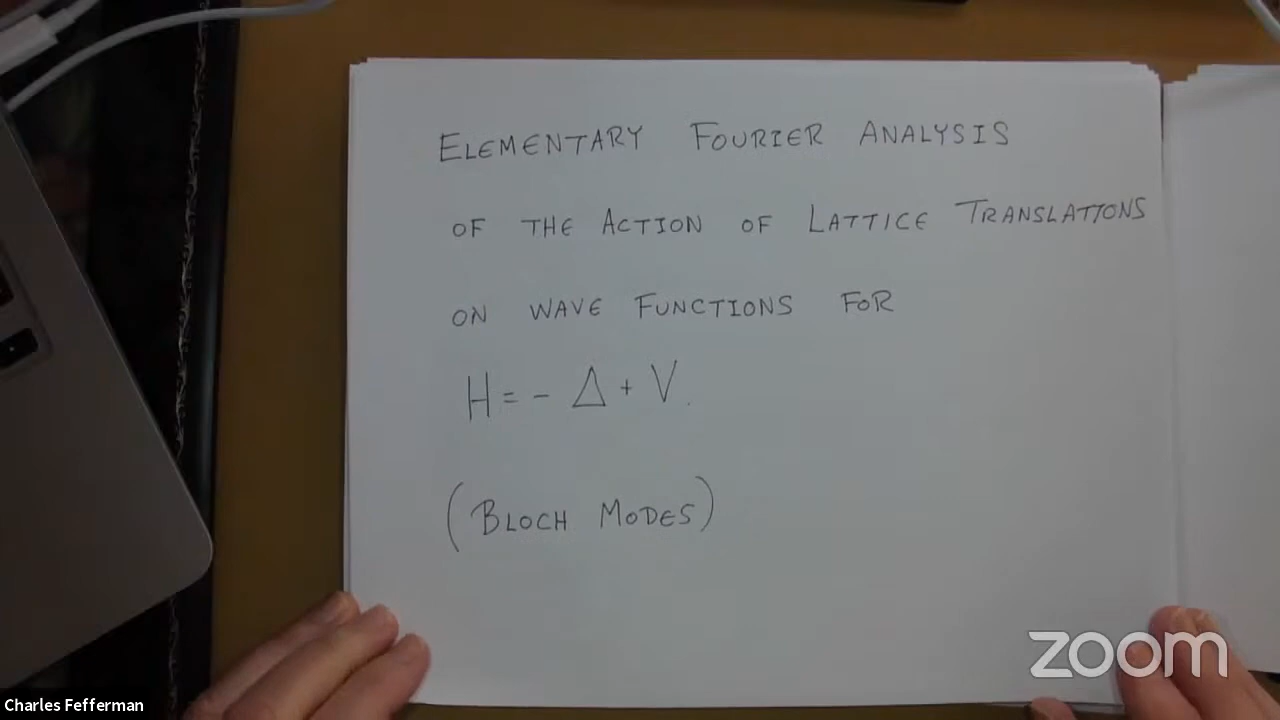 ELEMENTARY FOURIER ANALYSIS
OF THE ACTION OF LATTICE TRANSLATIONS
ON WAVE FUNCTIONS FOR
H = - Δ + V.
(BLOCH MODES)
zoom
Charles Fefferman